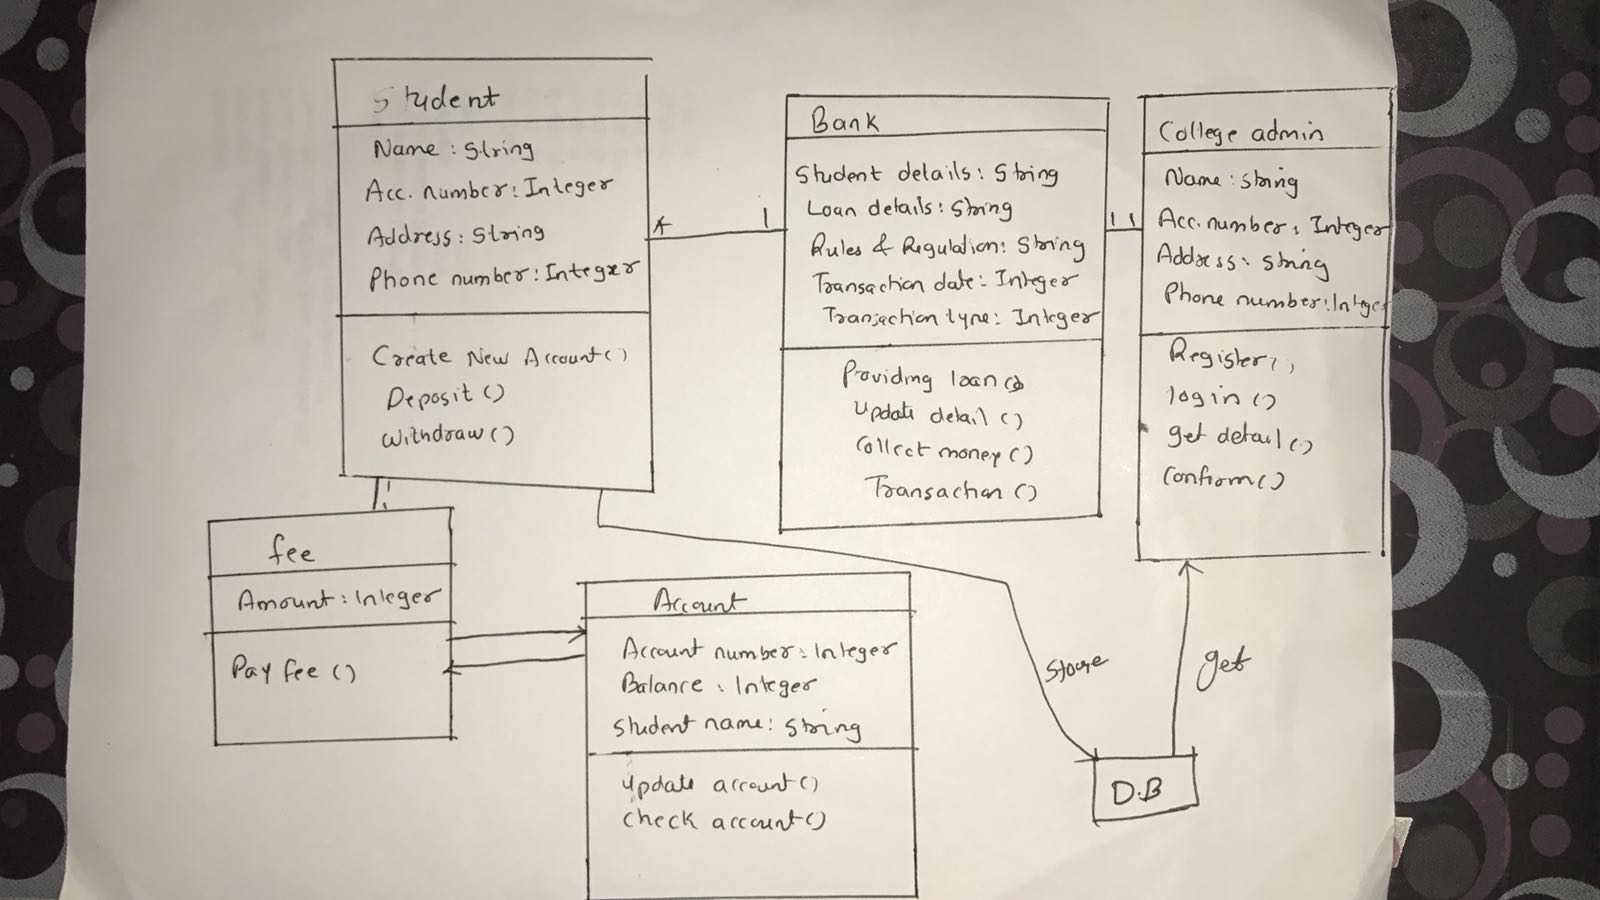 Student
Name : String
Acc. number : Integer
Address : String
Phone number : Integer
Create New Account ()
Deposit ()
Withdraw ()
*
1
Bank
Student details : String
Loan details : String
Rules & Regulation : String
Transaction date - Integer
Transaction type : Integer
Providing loan ()
Update detail ()
Collect money ()
Transaction ()
1 1
College admin
Name : String
Acc. number : Integer
Address : String
Phone number : Integer
Register ()
login ()
get detail ()
Confirm ()
1
fee
Amount : Integer
Pay fee ()
Account
Account number : Integer
Balance : Integer
Student name : String
Update account ()
check account ()
Store
get
D.B